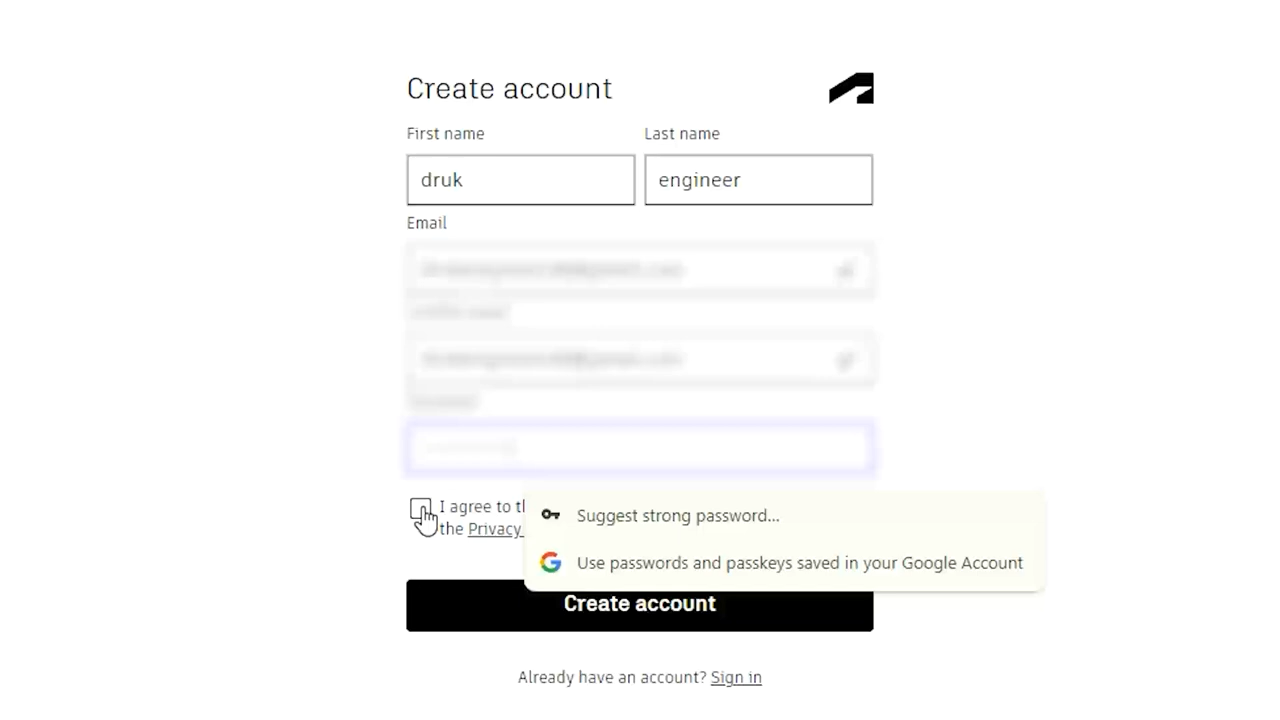 Create account
First name Last name
druk engineer
Email
I agree to th
the Privacy
Suggest strong password...
Use passwords and passkeys saved in your Google Account
Create account
Already have an account? Sign in